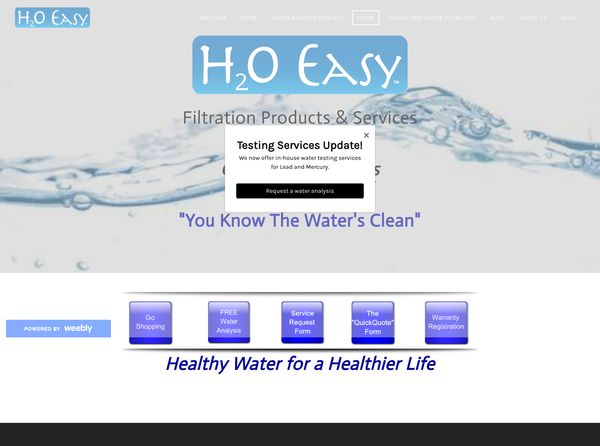 H2O Easy
WELCOME STORE WATER ANALYSIS REQUEST HOME HASSLE-FREE WATER FILTRATION BLOG ABOUT US MORE...
H2O Easy™
Filtration Products & Services
×
Testing Services Update!
We now offer in-house water testing services
for Lead and Mercury.
Request a water analysis
"You Know The Water's Clean"
Go
Shopping
FREE
Water
Analysis
Service
Request
Form
The
"QuickQuote"
Form
Warranty
Registration
POWERED BY weebly
Healthy Water for a Healthier Life